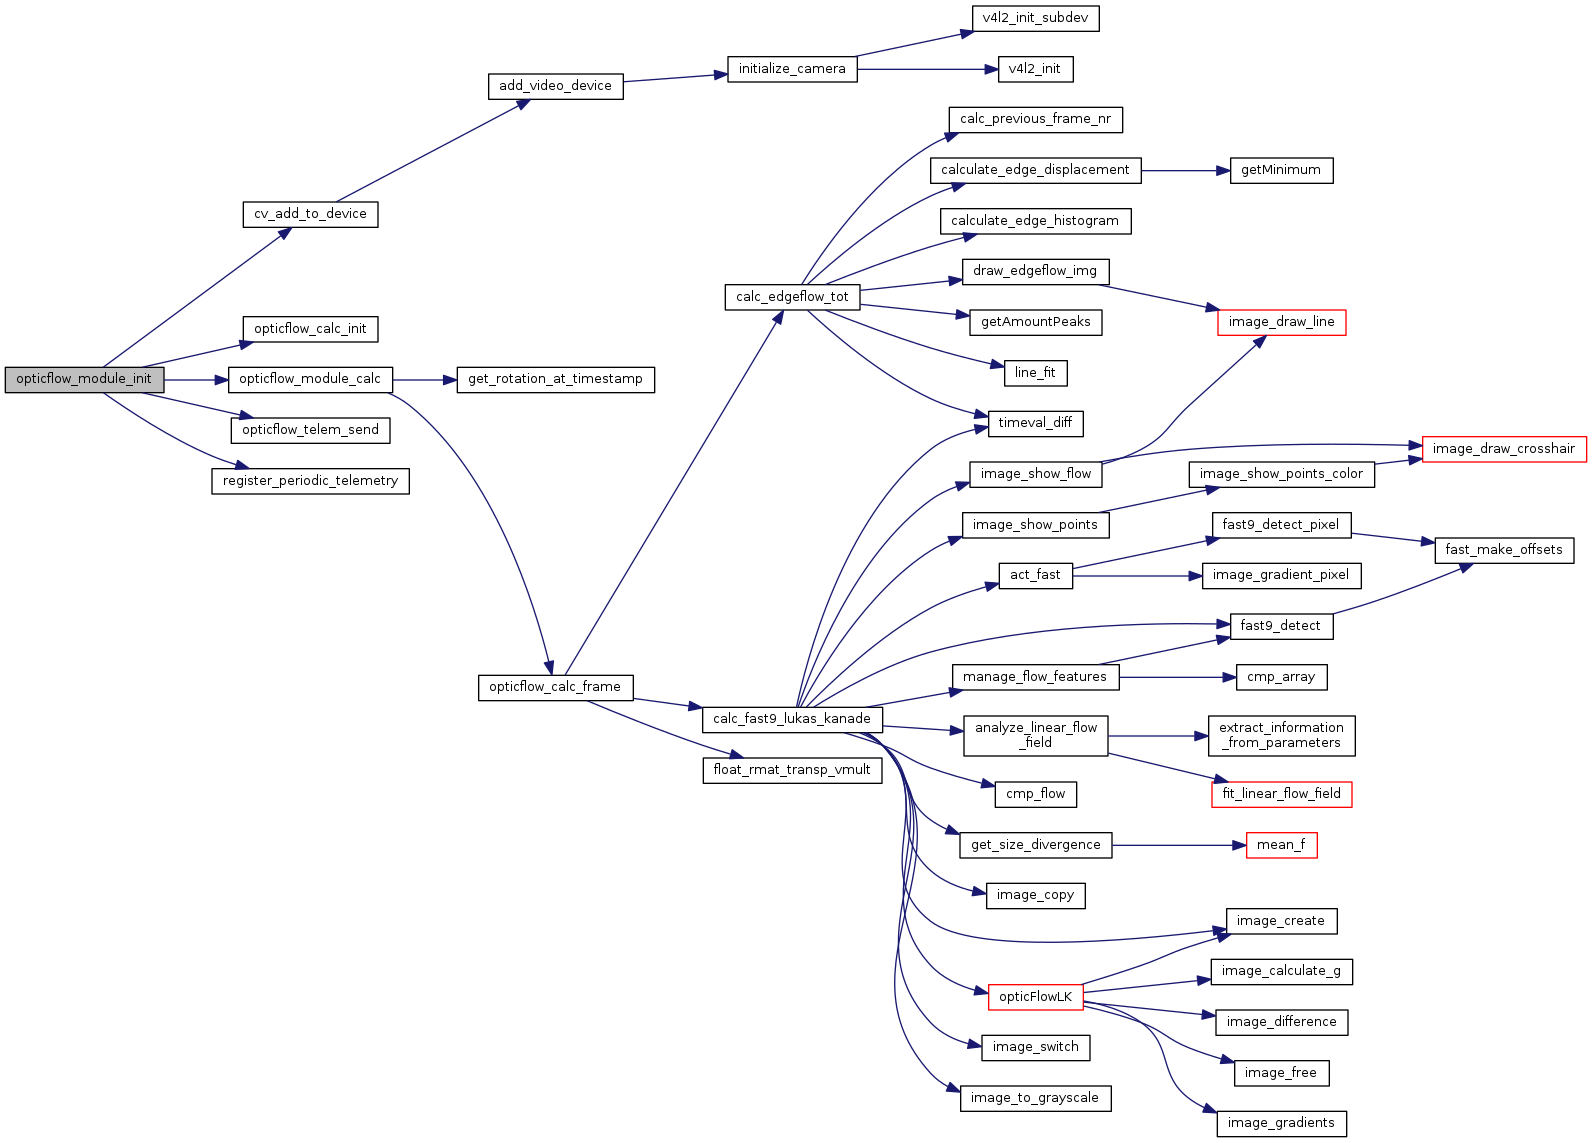 v4l2_init_subdev
initialize_camera
v4l2_init
add_video_device
calc_previous_frame_nr
calculate_edge_displacement
getMinimum
cv_add_to_device
calculate_edge_histogram
draw_edgeflow_img
calc_edgeflow_tot
getAmountPeaks
image_draw_line
opticflow_calc_init
line_fit
opticflow_module_init
opticflow_module_calc
get_rotation_at_timestamp
timeval_diff
opticflow_telem_send
image_draw_crosshair
image_show_flow
image_show_points_color
register_periodic_telemetry
image_show_points
fast9_detect_pixel
fast_make_offsets
act_fast
image_gradient_pixel
fast9_detect
manage_flow_features
cmp_array
opticflow_calc_frame
calc_fast9_lukas_kanade
analyze_linear_flow
_field
extract_information
_from_parameters
float_rmat_transp_vmult
cmp_flow
fit_linear_flow_field
get_size_divergence
mean_f
image_copy
image_create
image_calculate_g
opticFlowLK
image_difference
image_switch
image_free
image_to_grayscale
image_gradients